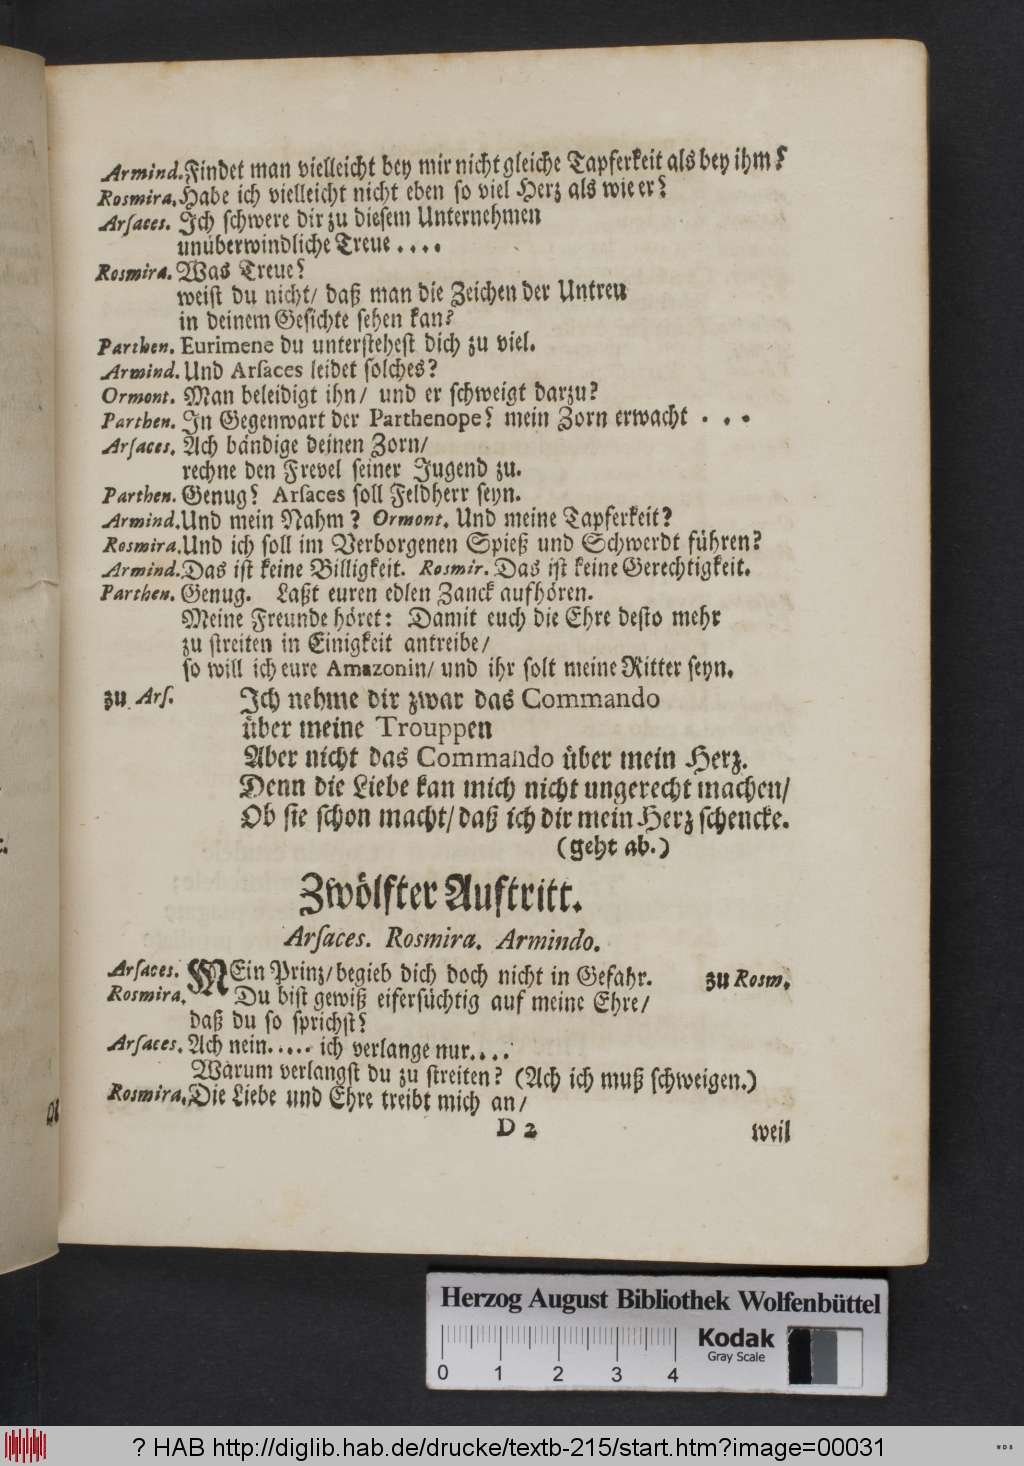 Armind. Findet man vielleicht bey mir nicht gleiche Tapferkeit als bey ihm?
Rosmira. Habe ich vielleicht nicht eben so viel Herz als wie er?
Arſaces. Ich schwere dir zu diesem Unternehmen
unüberwindliche Treue . . . .
Rosmira. Was Treue?
weist du nicht/ daß man die Zeichen der Untreu
in deinem Gesichte sehen kan?
Parthen. Eurimene du unterstehest dich zu viel.
Armind. Und Arſaces leidet solches?
Ormont. Man beleidigt ihn/ und er schweigt darzu?
Parthen. In Gegenwart der Parthenope? mein Zorn erwacht . . .
Arſaces. Ach bändige deinen Zorn/
rechne den Frevel seiner Jugend zu.
Parthen. Genug? Arſaces soll Feldherr seyn.
Armind. Und mein Nahm? Ormont. Und meine Tapferkeit?
Rosmira. Und ich soll im Verborgenen Spieß und Schwerdt führen?
Armind. Das ist keine Billigkeit. Rosmir. Das ist keine Gerechtigkeit.
Parthen. Genug. Laßt euren edlen Zanck aufhören.
Meine Freunde höret: Damit euch die Ehre desto mehr
zu streiten in Einigkeit antreibe/
so will ich eure Amazonin/ und ihr solt meine Ritter seyn.
zu Arſ. Ich nehme dir zwar das Commando
über meine Trouppen
Aber nicht das Commando über mein Herz.
Denn die Liebe kan mich nicht ungerecht machen/
Ob sie schon macht/ daß ich dir mein Herz schencke.
(geht ab.)
Zwölfter Auftritt.
Arſaces. Rosmira. Armindo.
Arſaces. MEin Prinz/ begieb dich doch nicht in Gefahr. zu Rosm.
Rosmira. Du bist gewiß eifersüchtig auf meine Ehre/
daß du so sprichst?
Arſaces. Ach nein. . . . . ich verlange nur. . . .
Warum verlangst du zu streiten? (Ach ich muß schweigen.)
Rosmira. Die Liebe und Ehre treibt mich an/
D 2 weil
Herzog August Bibliothek Wolfenbüttel
0 1 2 3 4
Kodak
Gray Scale
? HAB http://diglib.hab.de/drucke/textb-215/start.htm?image=00031